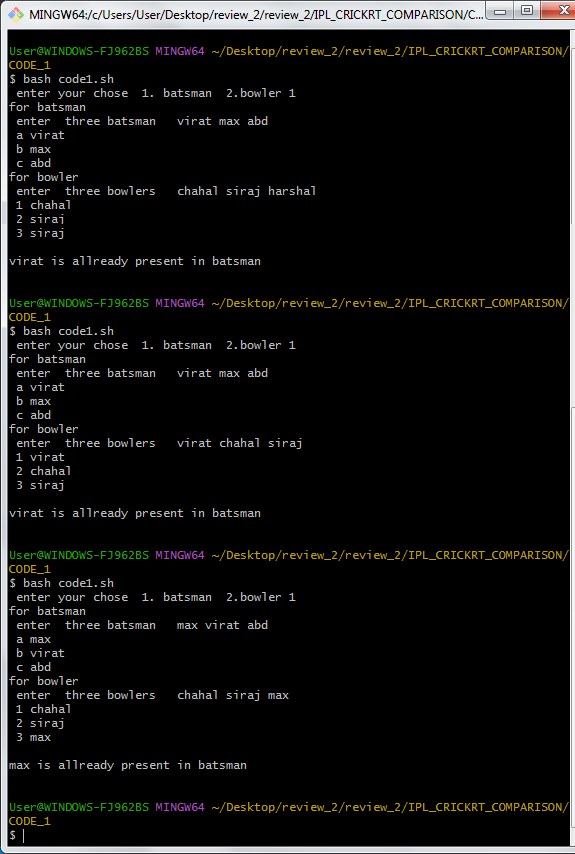 MINGW64:/c/Users/User/Desktop/review_2/review_2/IPL_CRICKRT_COMPARISON/C...
User@WINDOWS-FJ962BS MINGW64 ~/Desktop/review_2/review_2/IPL_CRICKRT_COMPARISON/
CODE_1
$ bash code1.sh
enter your chose  1. batsman  2.bowler 1
for batsman
enter  three batsman   virat max abd
a virat
b max
c abd
for bowler
enter  three bowlers   chahal siraj harshal
1 chahal
2 siraj
3 siraj
virat is allready present in batsman
User@WINDOWS-FJ962BS MINGW64 ~/Desktop/review_2/review_2/IPL_CRICKRT_COMPARISON/
CODE_1
$ bash code1.sh
enter your chose  1. batsman  2.bowler 1
for batsman
enter  three batsman   virat max abd
a virat
b max
c abd
for bowler
enter  three bowlers   virat chahal siraj
1 virat
2 chahal
3 siraj
virat is allready present in batsman
User@WINDOWS-FJ962BS MINGW64 ~/Desktop/review_2/review_2/IPL_CRICKRT_COMPARISON/
CODE_1
$ bash code1.sh
enter your chose  1. batsman  2.bowler 1
for batsman
enter  three batsman   max virat abd
a max
b virat
c abd
for bowler
enter  three bowlers   chahal siraj max
1 chahal
2 siraj
3 max
max is allready present in batsman
User@WINDOWS-FJ962BS MINGW64 ~/Desktop/review_2/review_2/IPL_CRICKRT_COMPARISON/
CODE_1
$